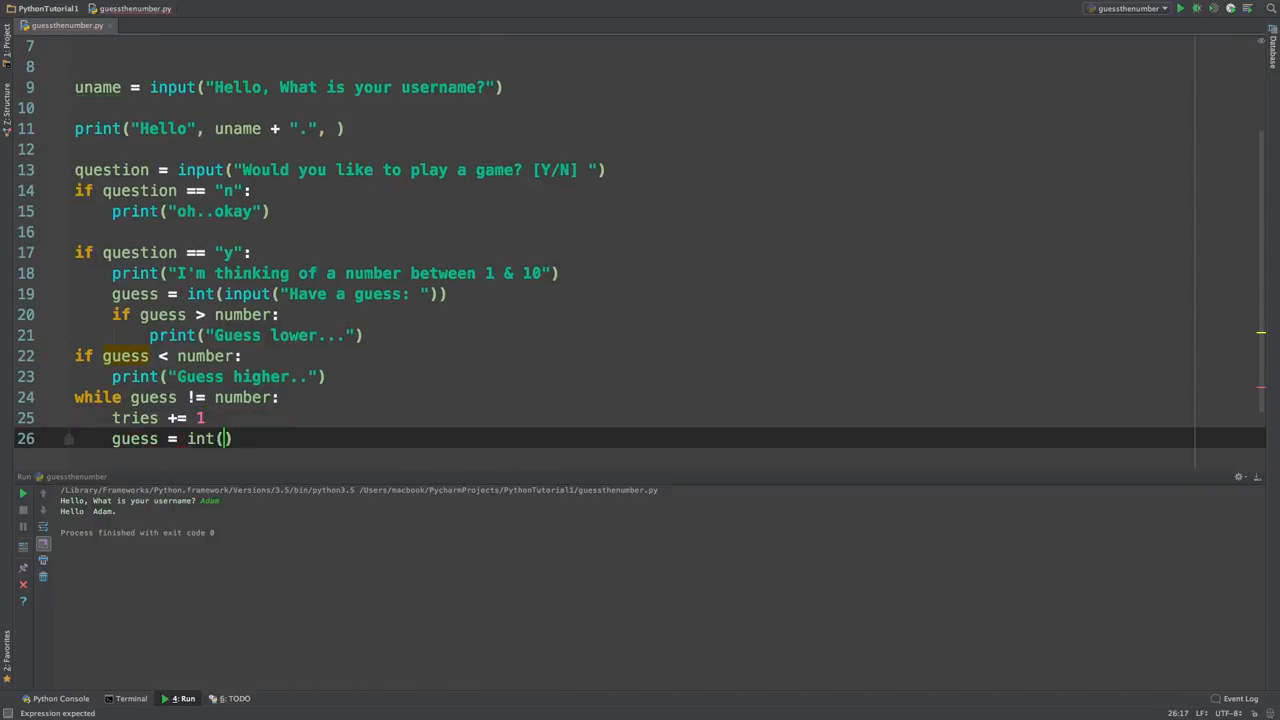 PythonTutorial1 guessthenumber.py guessthenumber
guessthenumber.py
1: Project
Z: Structure
2: Favorites
Database
7
8
9 uname = input("Hello, What is your username?")
10
11 print("Hello", uname + ".", )
12
13 question = input("Would you like to play a game? [Y/N] ")
14 if question == "n":
15 print("oh..okay")
16
17 if question == "y":
18 print("I'm thinking of a number between 1 & 10")
19 guess = int(input("Have a guess: "))
20 if guess > number:
21 print("Guess lower...")
22 if guess < number:
23 print("Guess higher..")
24 while guess != number:
25 tries += 1
26 guess = int()
Run guessthenumber
/Library/Frameworks/Python.framework/Versions/3.5/bin/python3.5 /Users/macbook/PycharmProjects/PythonTutorial1/guessthenumber.py
Hello, What is your username? Adam
Hello  Adam.
Process finished with exit code 0
Python Console Terminal 4: Run 6: TODO Event Log
Expression expected 26:17 LF÷ UTF-8÷